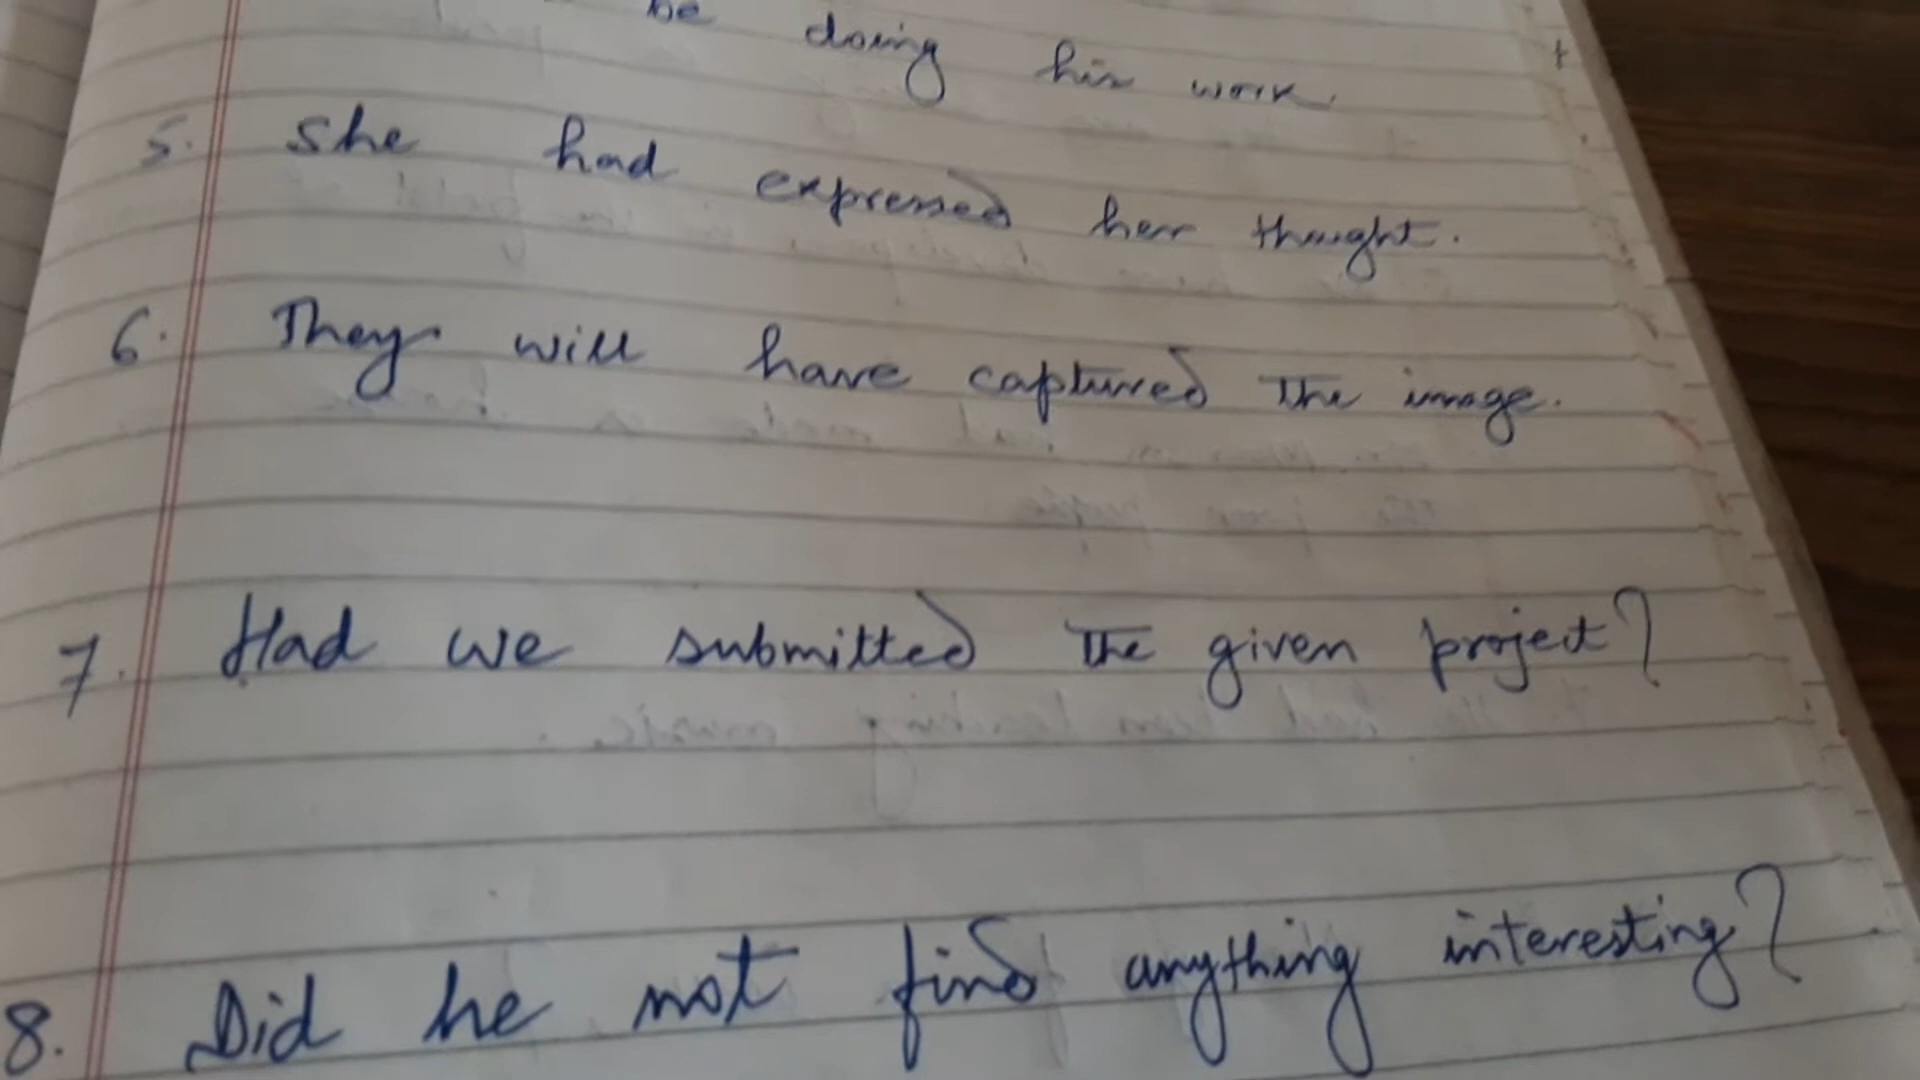 be doing his work.
5. She had expressed her thought.
6. They will have captured the image.
7. Had we submitted the given project?
8. Did he not find anything interesting?